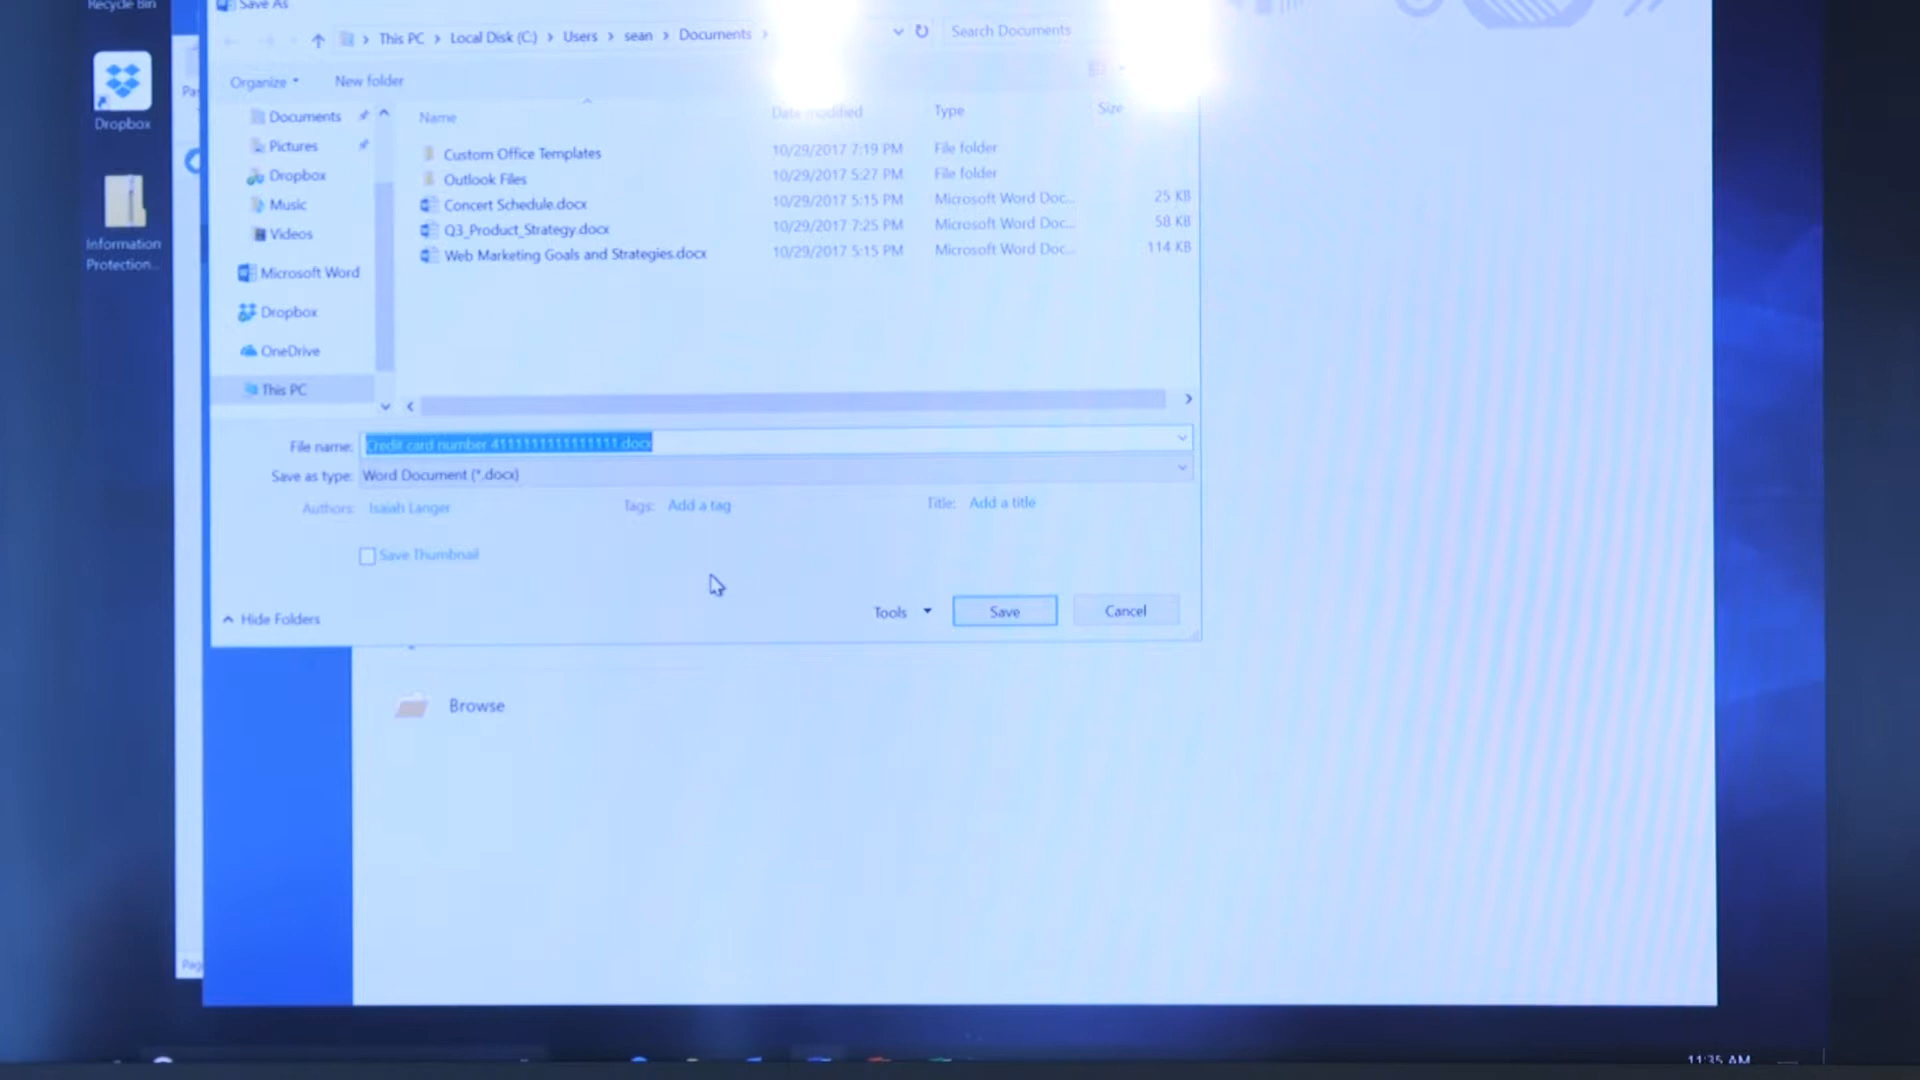 Recycle Bin
Save As
This PC > Local Disk (C:) > Users > sean > Documents >
Search Documents
Organize
New folder
Dropbox
Information
Protection...
Documents
Pictures
Dropbox
Music
Videos
Microsoft Word
Dropbox
OneDrive
This PC
Name
Date modified
Type
Size
Custom Office Templates
10/29/2017 7:19 PM
File folder
Outlook Files
10/29/2017 5:27 PM
File folder
Concert Schedule.docx
10/29/2017 5:15 PM
Microsoft Word Doc...
25 KB
Q3_Product_Strategy.docx
10/29/2017 7:25 PM
Microsoft Word Doc...
58 KB
Web Marketing Goals and Strategies.docx
10/29/2017 5:15 PM
Microsoft Word Doc...
114 KB
File name:
Credit card number 4111111111111111.docx
Save as type:
Word Document (*.docx)
Authors:
Isaiah Langer
Tags:
Add a tag
Title:
Add a title
Save Thumbnail
Hide Folders
Tools
Save
Cancel
Browse
11:35 AM